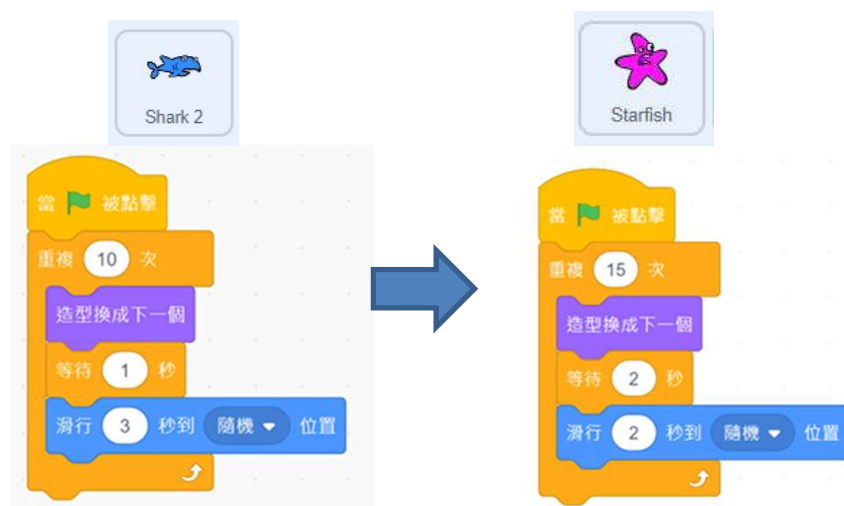 Shark 2
當 被點擊
重複 10 次
造型換成下一個
等待 1 秒
滑行 3 秒到 隨機 位置
Starfish
當 被點擊
重複 15 次
造型換成下一個
等待 2 秒
滑行 2 秒到 隨機 位置